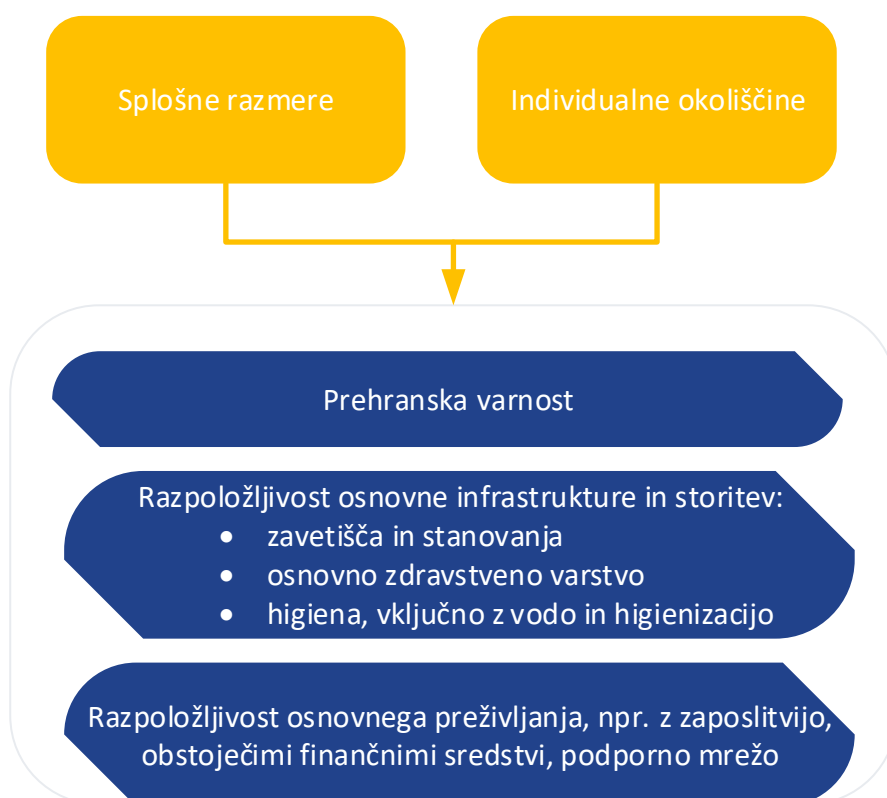 Splošne razmere
Individualne okoliščine
Prehranska varnost
Razpoložljivost osnovne infrastrukture in storitev:
• zavetišča in stanovanja
• osnovno zdravstveno varstvo
• higiena, vključno z vodo in higienizacijo
Razpoložljivost osnovnega preživljanja, npr. z zaposlitvijo,
obstoječimi finančnimi sredstvi, podporno mrežo